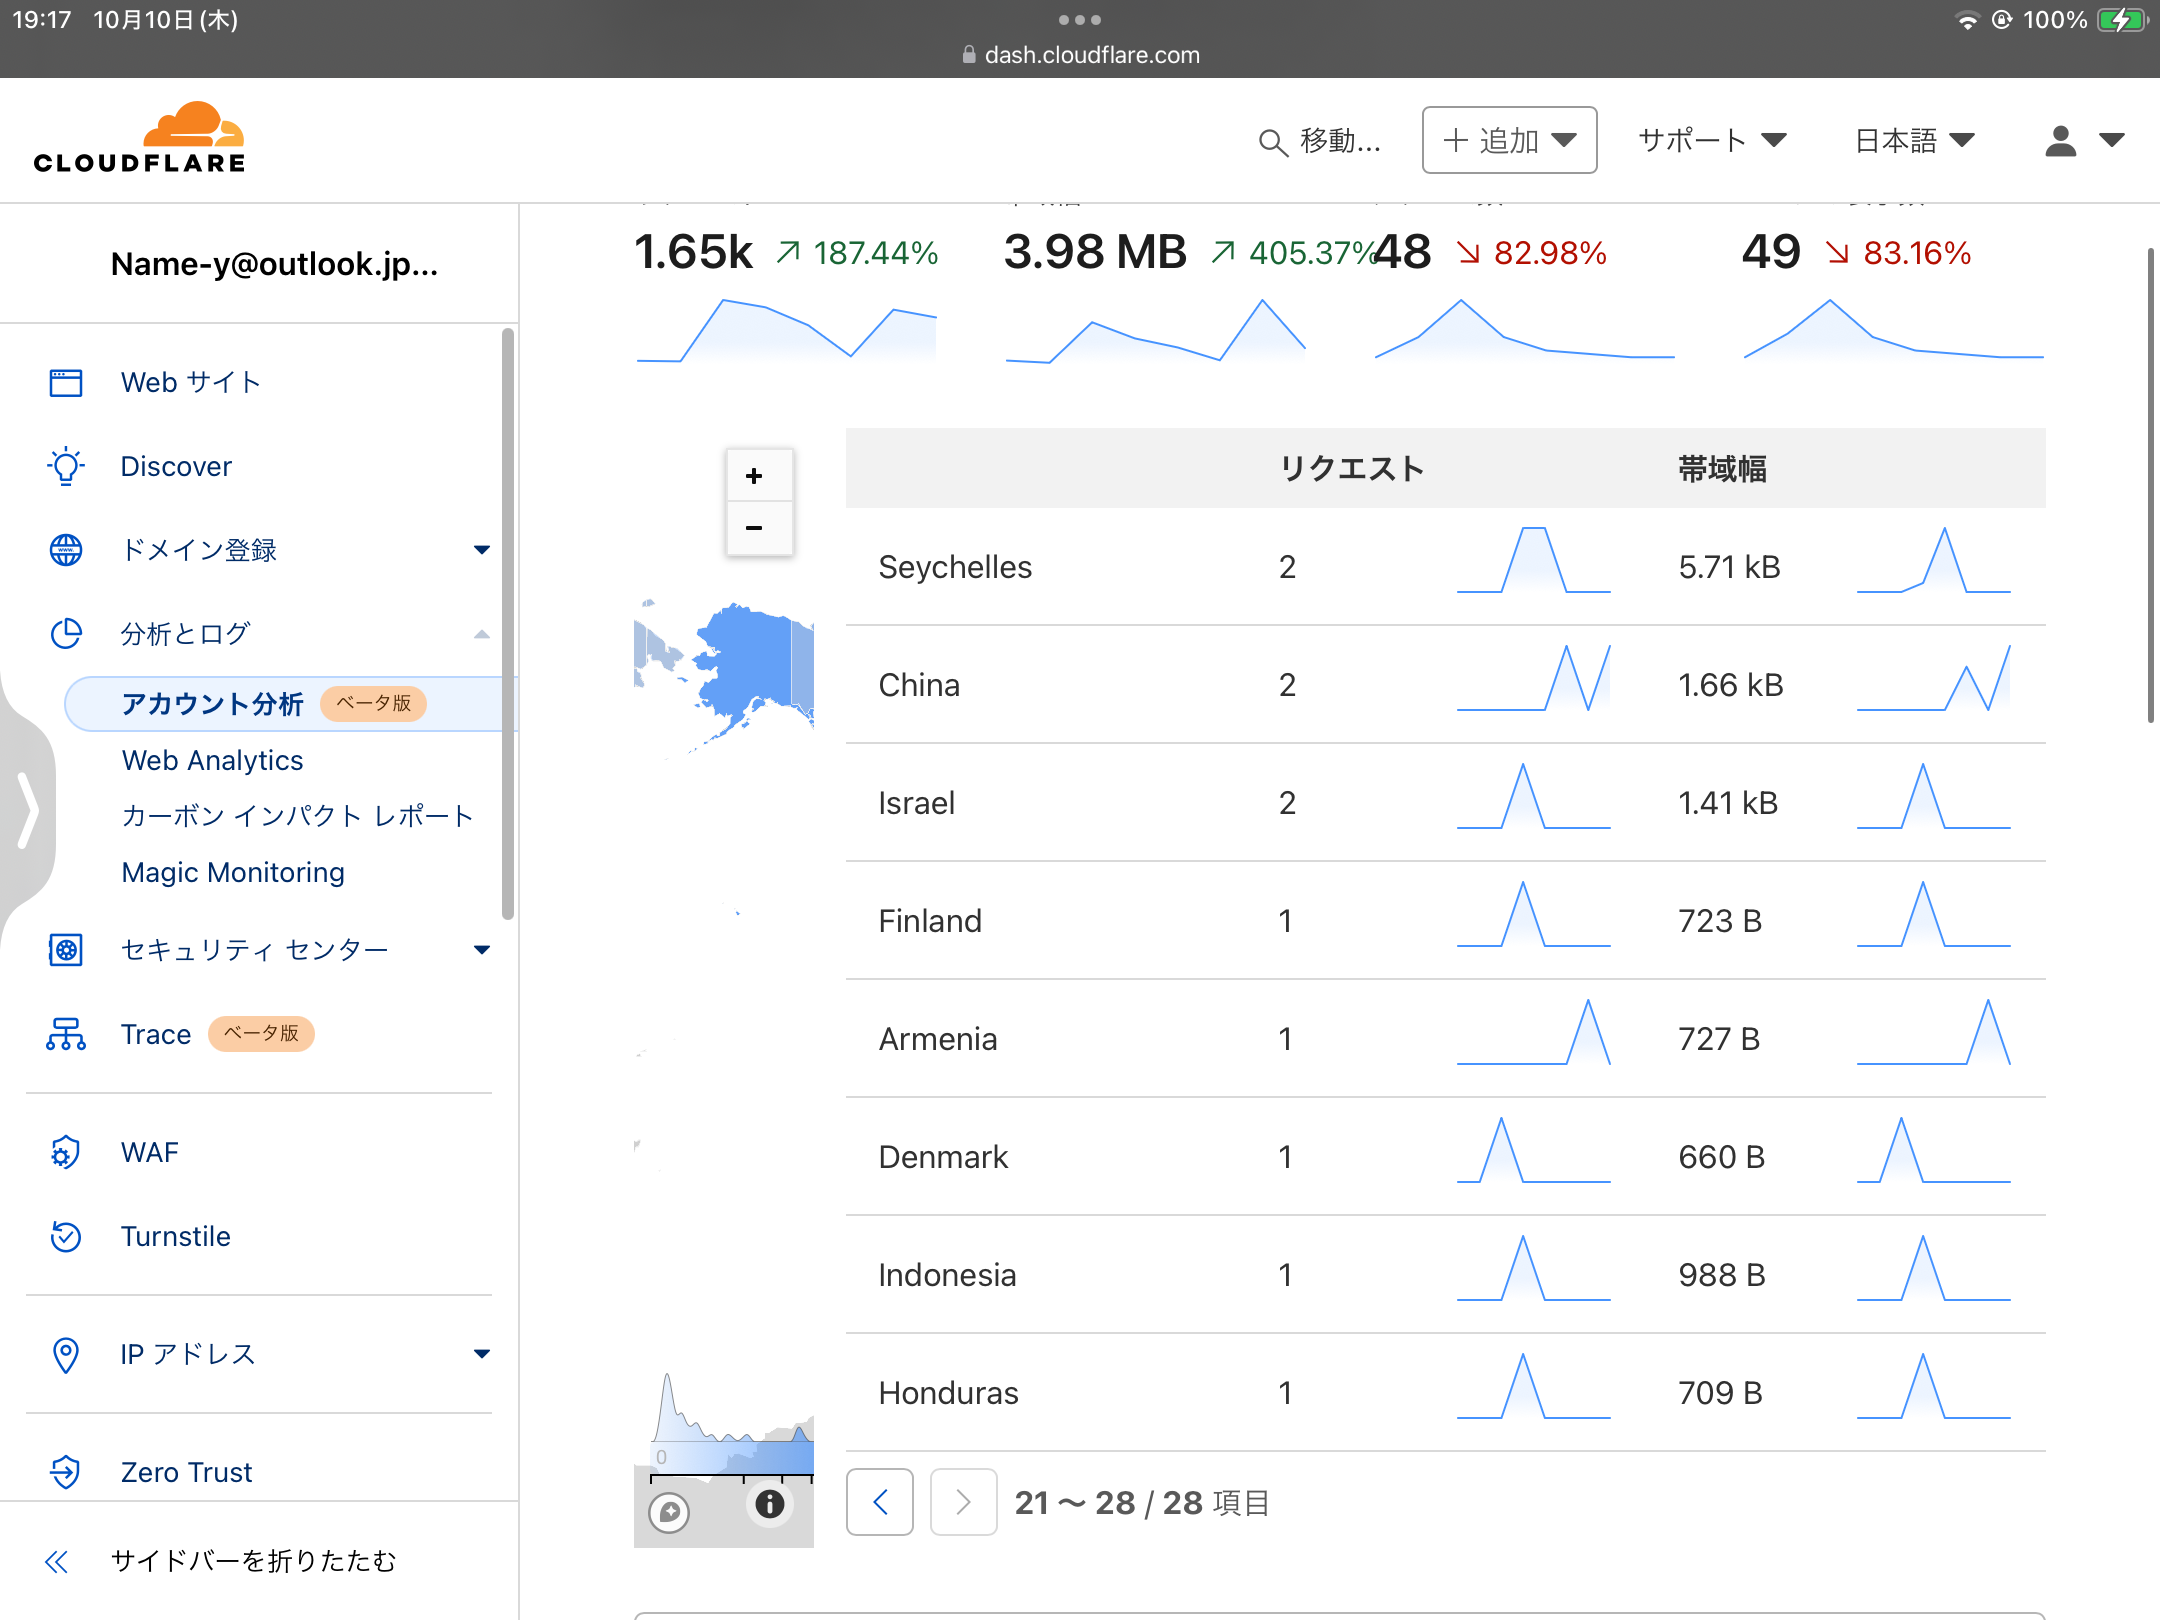 19:17 10月10日(木)
100%
dash.cloudflare.com
CLOUDFLARE
移動...
+ 追加
サポート
日本語
Name-y@outlook.jp...
Web サイト
Discover
ドメイン登録
分析とログ
アカウント分析 ベータ版
Web Analytics
カーボン インパクト レポート
Magic Monitoring
セキュリティ センター
Trace ベータ版
WAF
Turnstile
IP アドレス
Zero Trust
サイドバーを折りたたむ
1.65k 187.44%
3.98 MB 405.37%
48 82.98%
49 83.16%
+
−
リクエスト 帯域幅
Seychelles 2 5.71 kB
China 2 1.66 kB
Israel 2 1.41 kB
Finland 1 723 B
Armenia 1 727 B
Denmark 1 660 B
Indonesia 1 988 B
Honduras 1 709 B
0
21 〜 28 / 28 項目